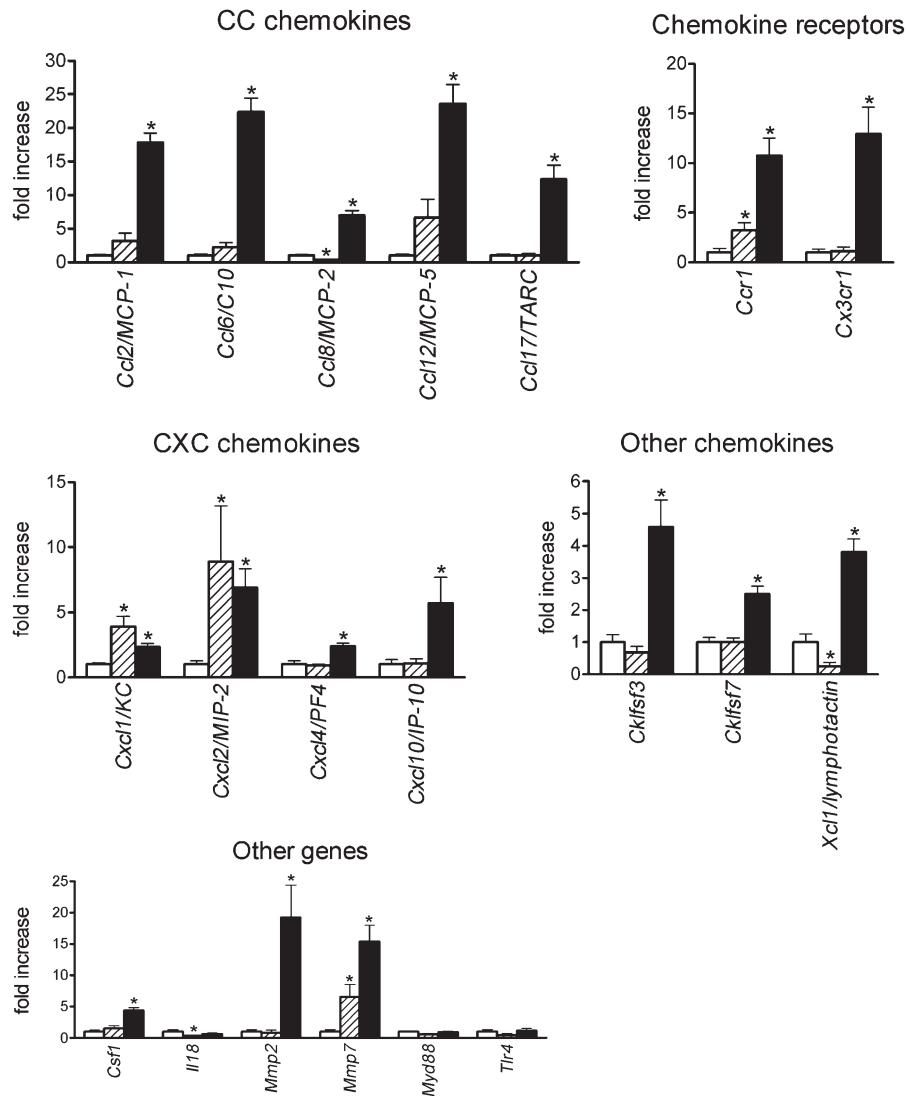 CC chemokines
fold increase
30
25
20
15
10
5
0
* * * * * *
Ccl2/MCP-1
Ccl6/C10
Ccl8/MCP-2
Ccl12/MCP-5
Ccl17/TARC
Chemokine receptors
fold increase
20
15
10
5
0
* * *
Ccr1
Cx3cr1
CXC chemokines
fold increase
15
10
5
0
* * * * * *
Cxcl1/KC
Cxcl2/MIP-2
Cxcl4/PF4
Cxcl10/IP-10
Other chemokines
fold increase
6
5
4
3
2
1
0
* * * *
Cklfsf3
Cklfsf7
Xcl1/lymphotactin
Other genes
fold increase
25
20
15
10
5
0
* * * * *
Csf1
Il18
Mmp2
Mmp7
Myd88
Tlr4